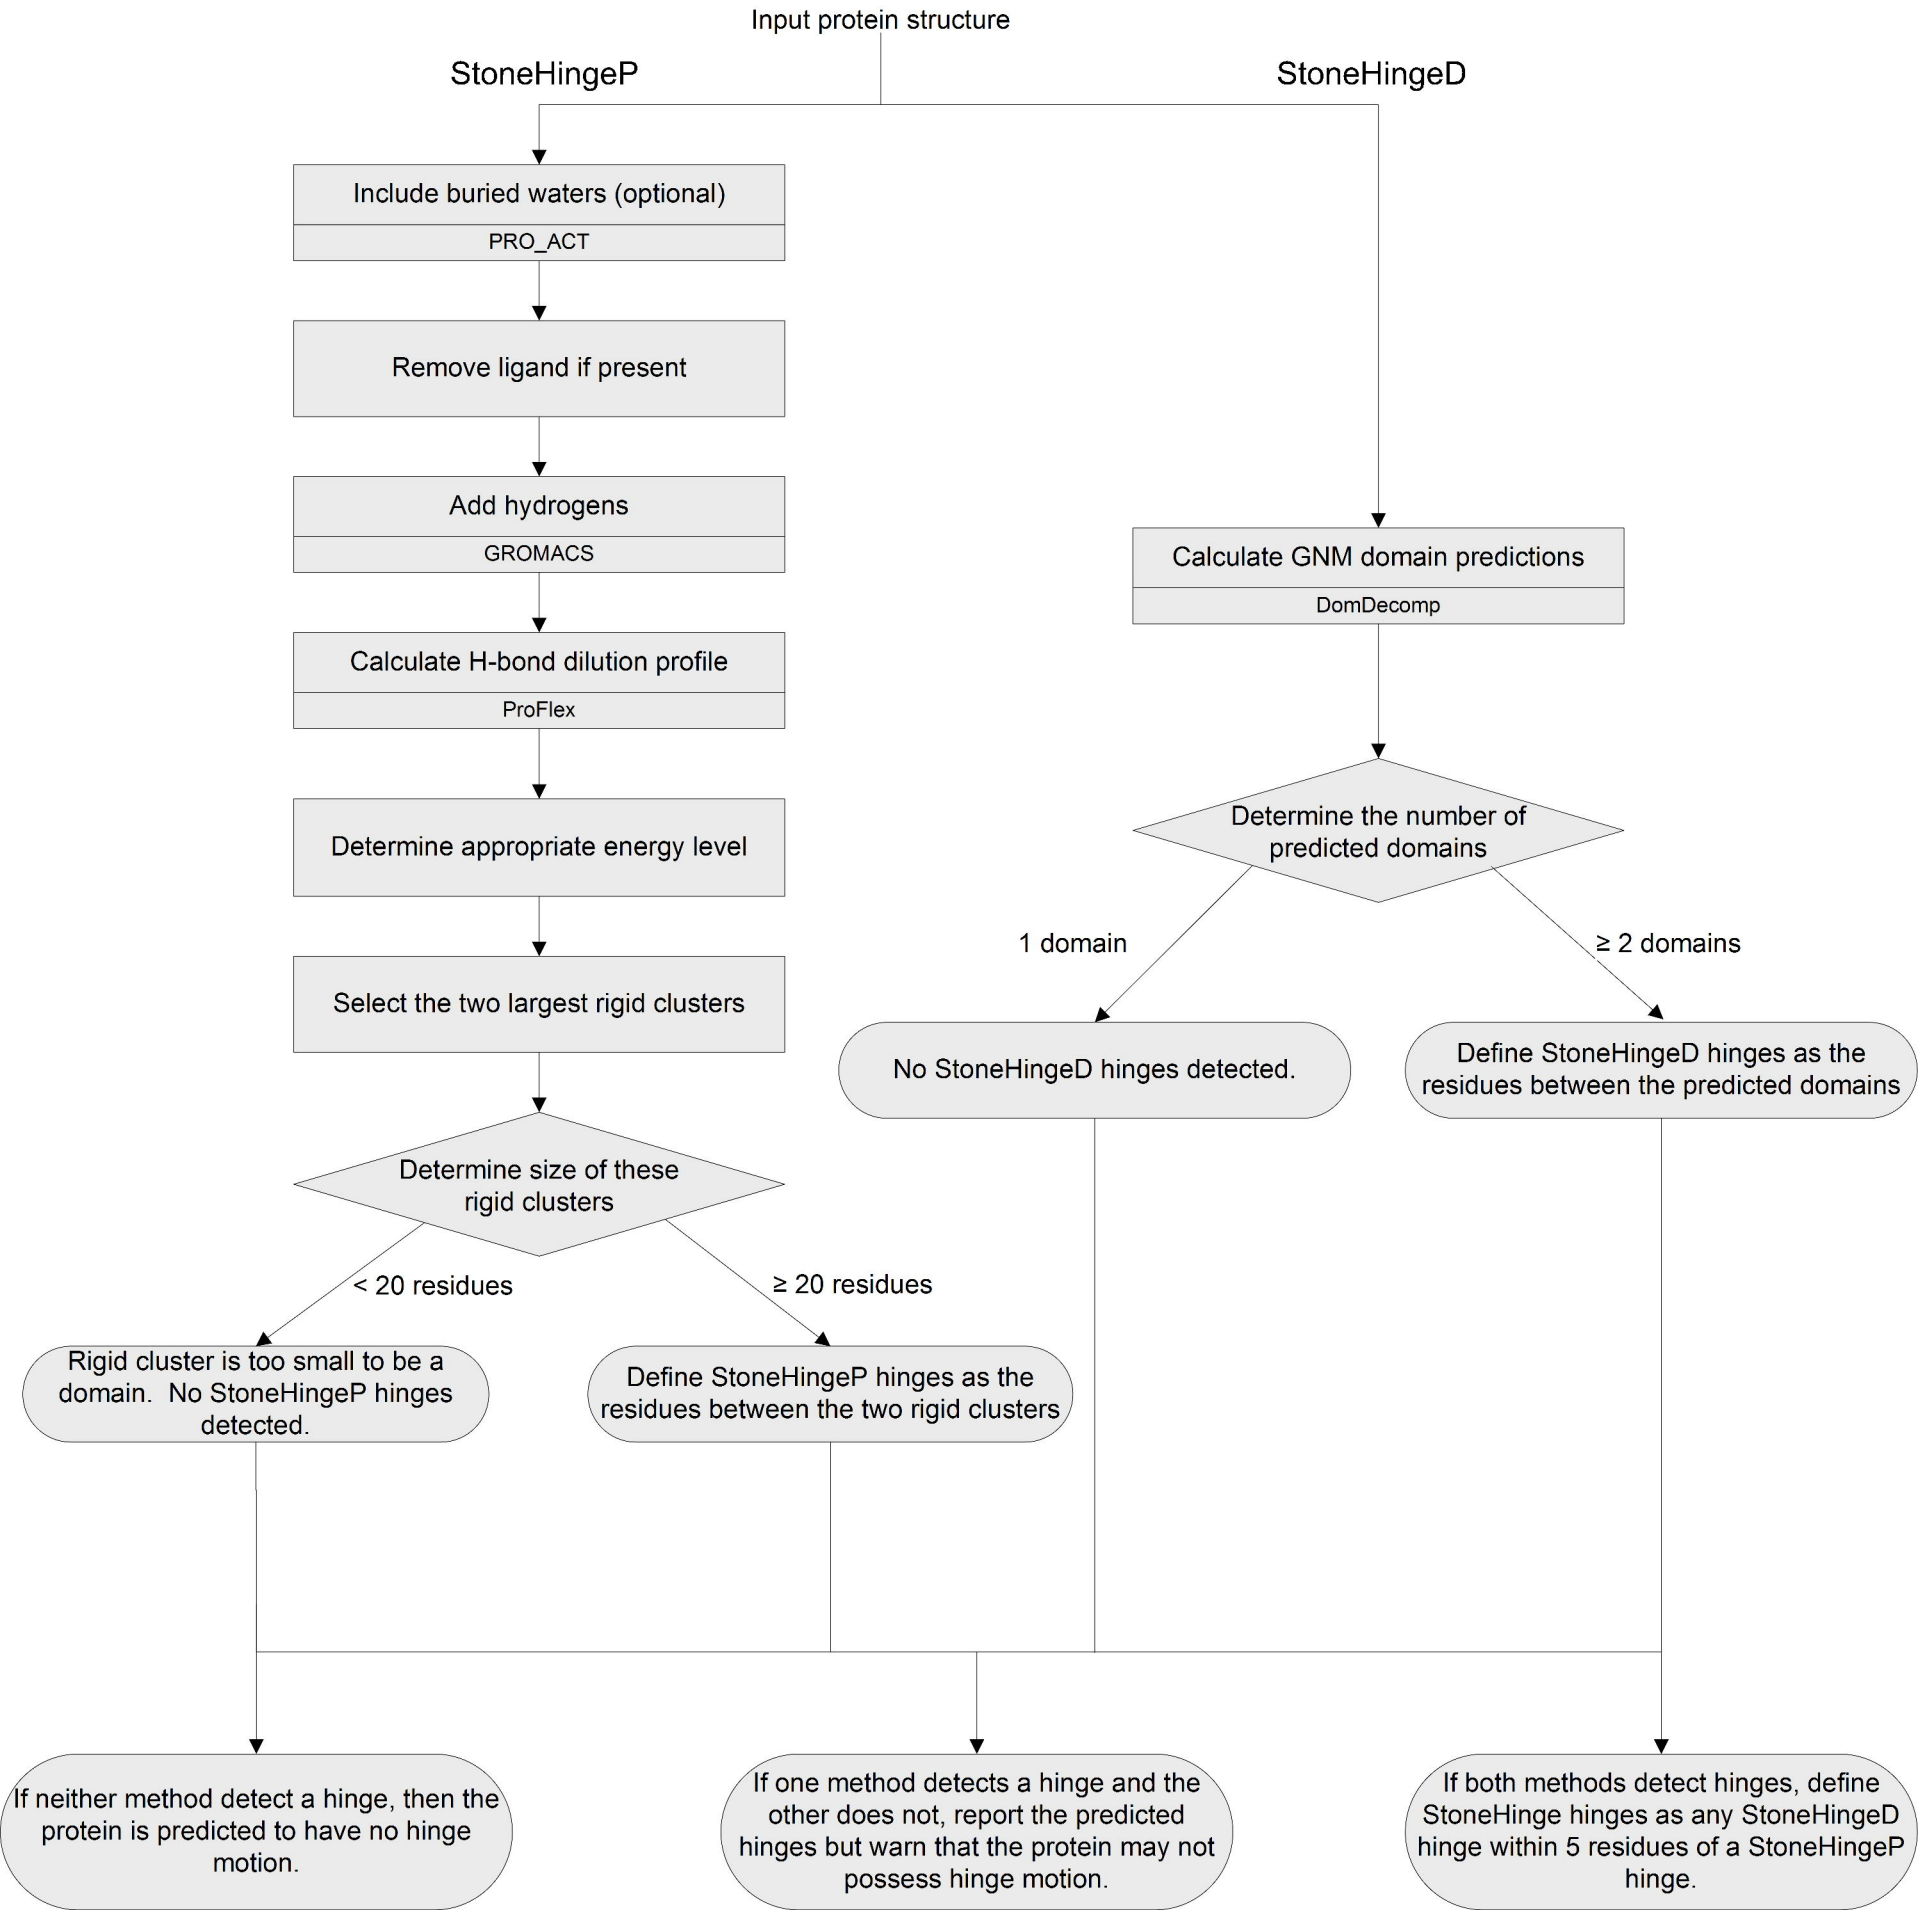 Input protein structure
StoneHingeP
StoneHingeD
Include buried waters (optional)
PRO_ACT
Remove ligand if present
Add hydrogens
GROMACS
Calculate H-bond dilution profile
ProFlex
Determine appropriate energy level
Select the two largest rigid clusters
Determine size of these
rigid clusters
< 20 residues
≥ 20 residues
Rigid cluster is too small to be a
domain.  No StoneHingeP hinges
detected.
Define StoneHingeP hinges as the
residues between the two rigid clusters
Calculate GNM domain predictions
DomDecomp
Determine the number of
predicted domains
1 domain
≥ 2 domains
No StoneHingeD hinges detected.
Define StoneHingeD hinges as the
residues between the predicted domains
If neither method detect a hinge, then the
protein is predicted to have no hinge
motion.
If one method detects a hinge and the
other does not, report the predicted
hinges but warn that the protein may not
possess hinge motion.
If both methods detect hinges, define
StoneHinge hinges as any StoneHingeD
hinge within 5 residues of a StoneHingeP
hinge.